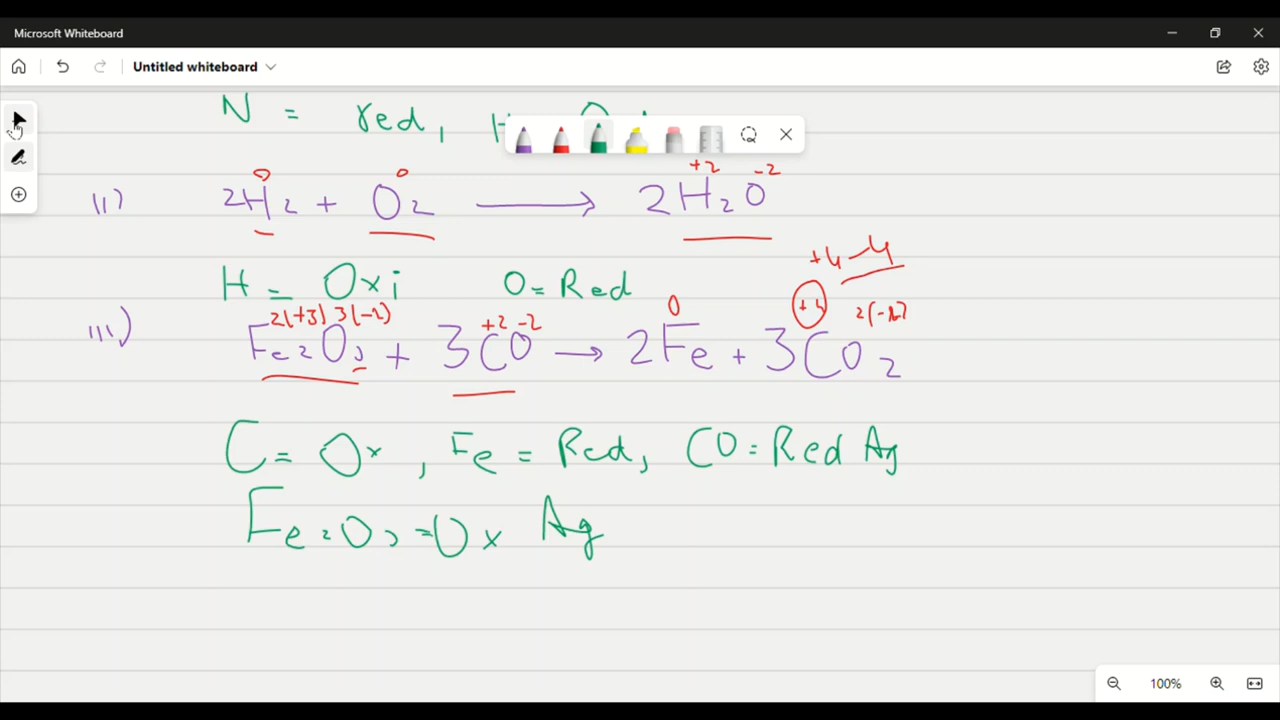 Microsoft Whiteboard
Untitled whiteboard
N = red, H
+2 -2
0 0
ii) 2H2 + O2 ⟶ 2H2O
+4 -4
H = Oxi O = Red
2(+3) 3(-2) +2 -2 0 +4 2(-2)
iii) Fe2O3 + 3CO → 2Fe + 3CO2
C = Ox, Fe = Red, CO = Red Ag
Fe2O3 = Ox Ag
100%